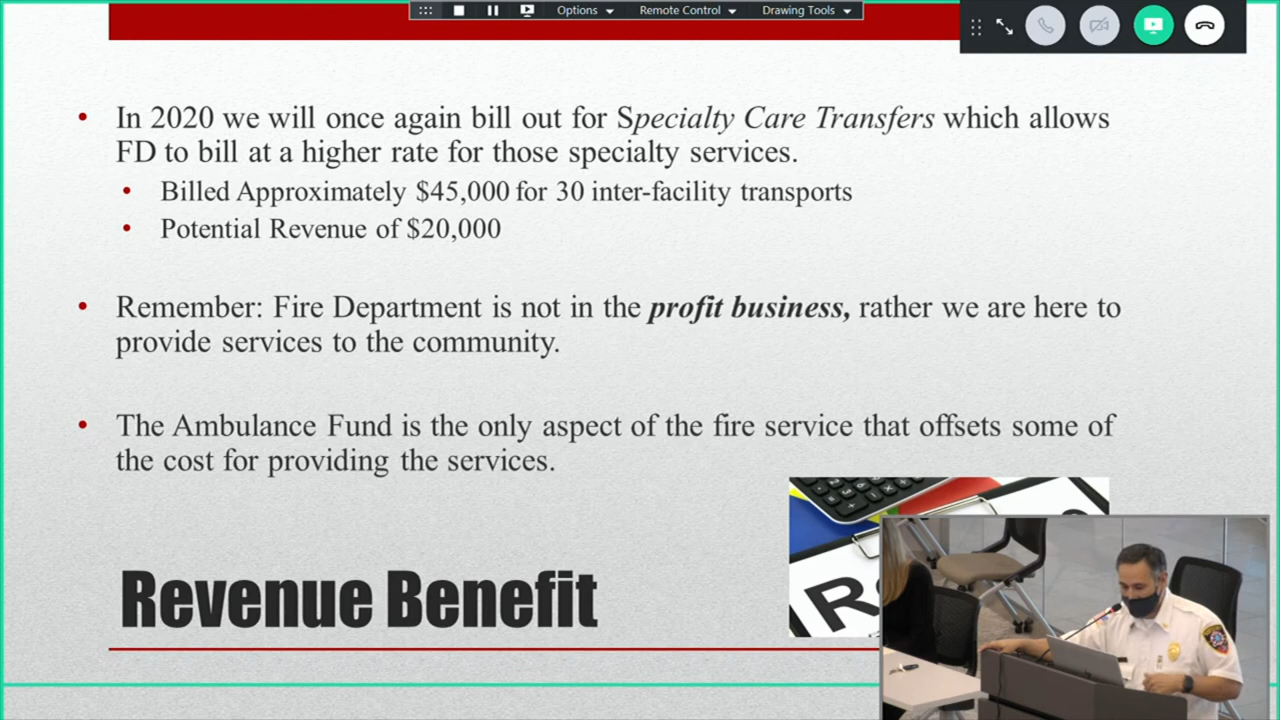 Options
Remote Control
Drawing Tools
• In 2020 we will once again bill out for Specialty Care Transfers which allows
FD to bill at a higher rate for those specialty services.
• Billed Approximately $45,000 for 30 inter-facility transports
• Potential Revenue of $20,000
• Remember: Fire Department is not in the profit business, rather we are here to
provide services to the community.
• The Ambulance Fund is the only aspect of the fire service that offsets some of
the cost for providing the services.
Revenue Benefit